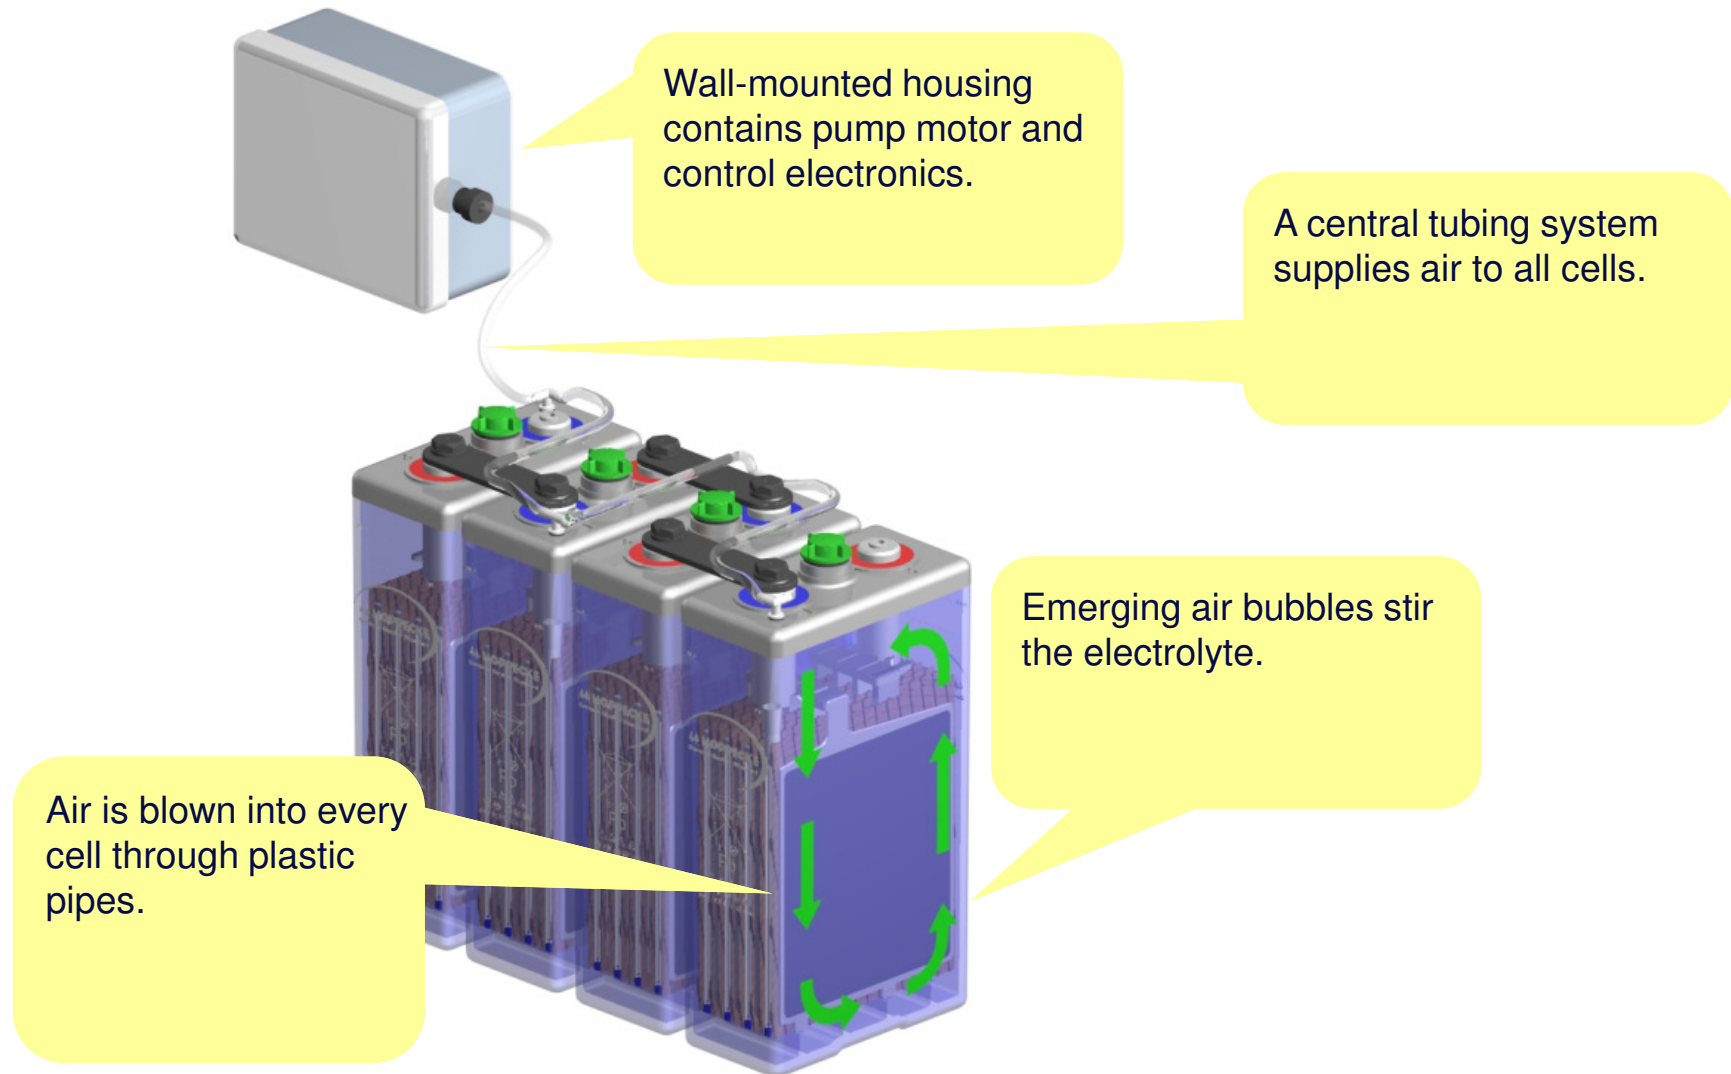 Wall-mounted housing
contains pump motor and
control electronics.
A central tubing system
supplies air to all cells.
Emerging air bubbles stir
the electrolyte.
Air is blown into every
cell through plastic
pipes.